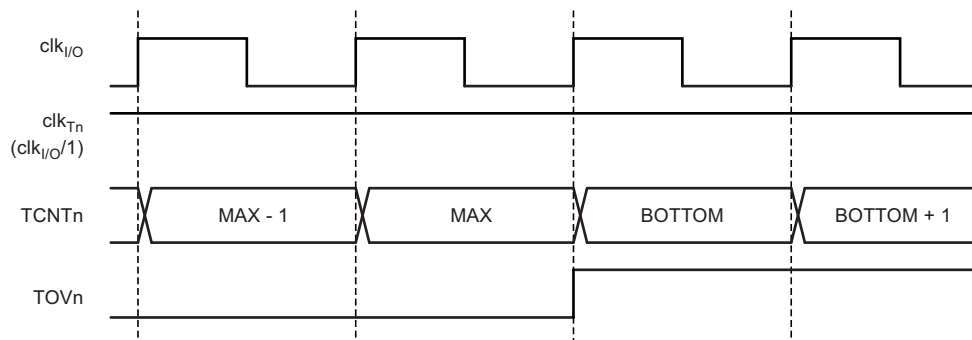 clkI/O
clkTn
(clkI/O/1)
TCNTn
MAX - 1
MAX
BOTTOM
BOTTOM + 1
TOVn